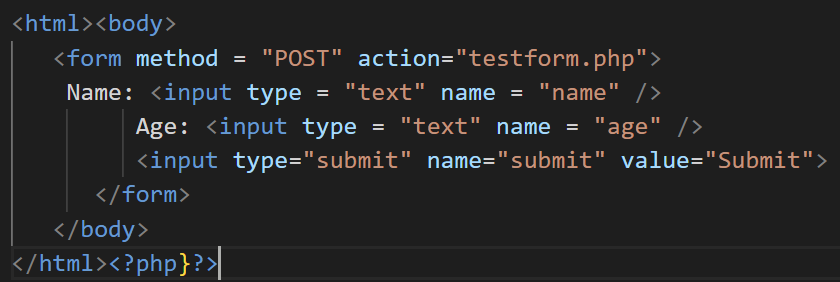 <html><body>
<form method = "POST" action="testform.php">
Name: <input type = "text" name = "name" />
Age: <input type = "text" name = "age" />
<input type="submit" name="submit" value="Submit">
</form>
</body>
</html><?php}?>